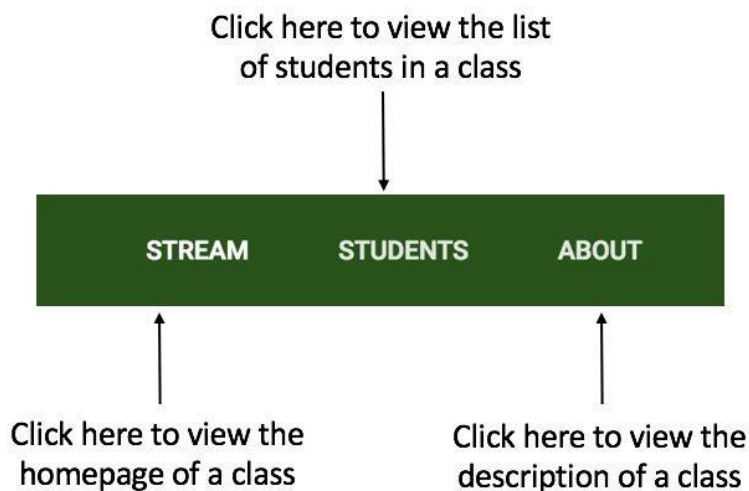 Click here to view the list
of students in a class
STREAM STUDENTS ABOUT
Click here to view the
homepage of a class
Click here to view the
description of a class